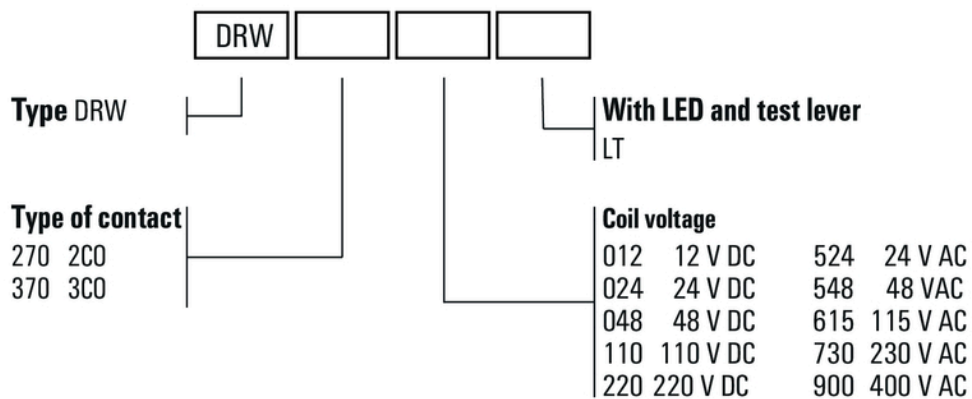 DRW
Type DRW
With LED and test lever
LT
Type of contact
270 2CO
370 3CO
Coil voltage
012 12 V DC 524 24 V AC
024 24 V DC 548 48 VAC
048 48 V DC 615 115 V AC
110 110 V DC 730 230 V AC
220 220 V DC 900 400 V AC